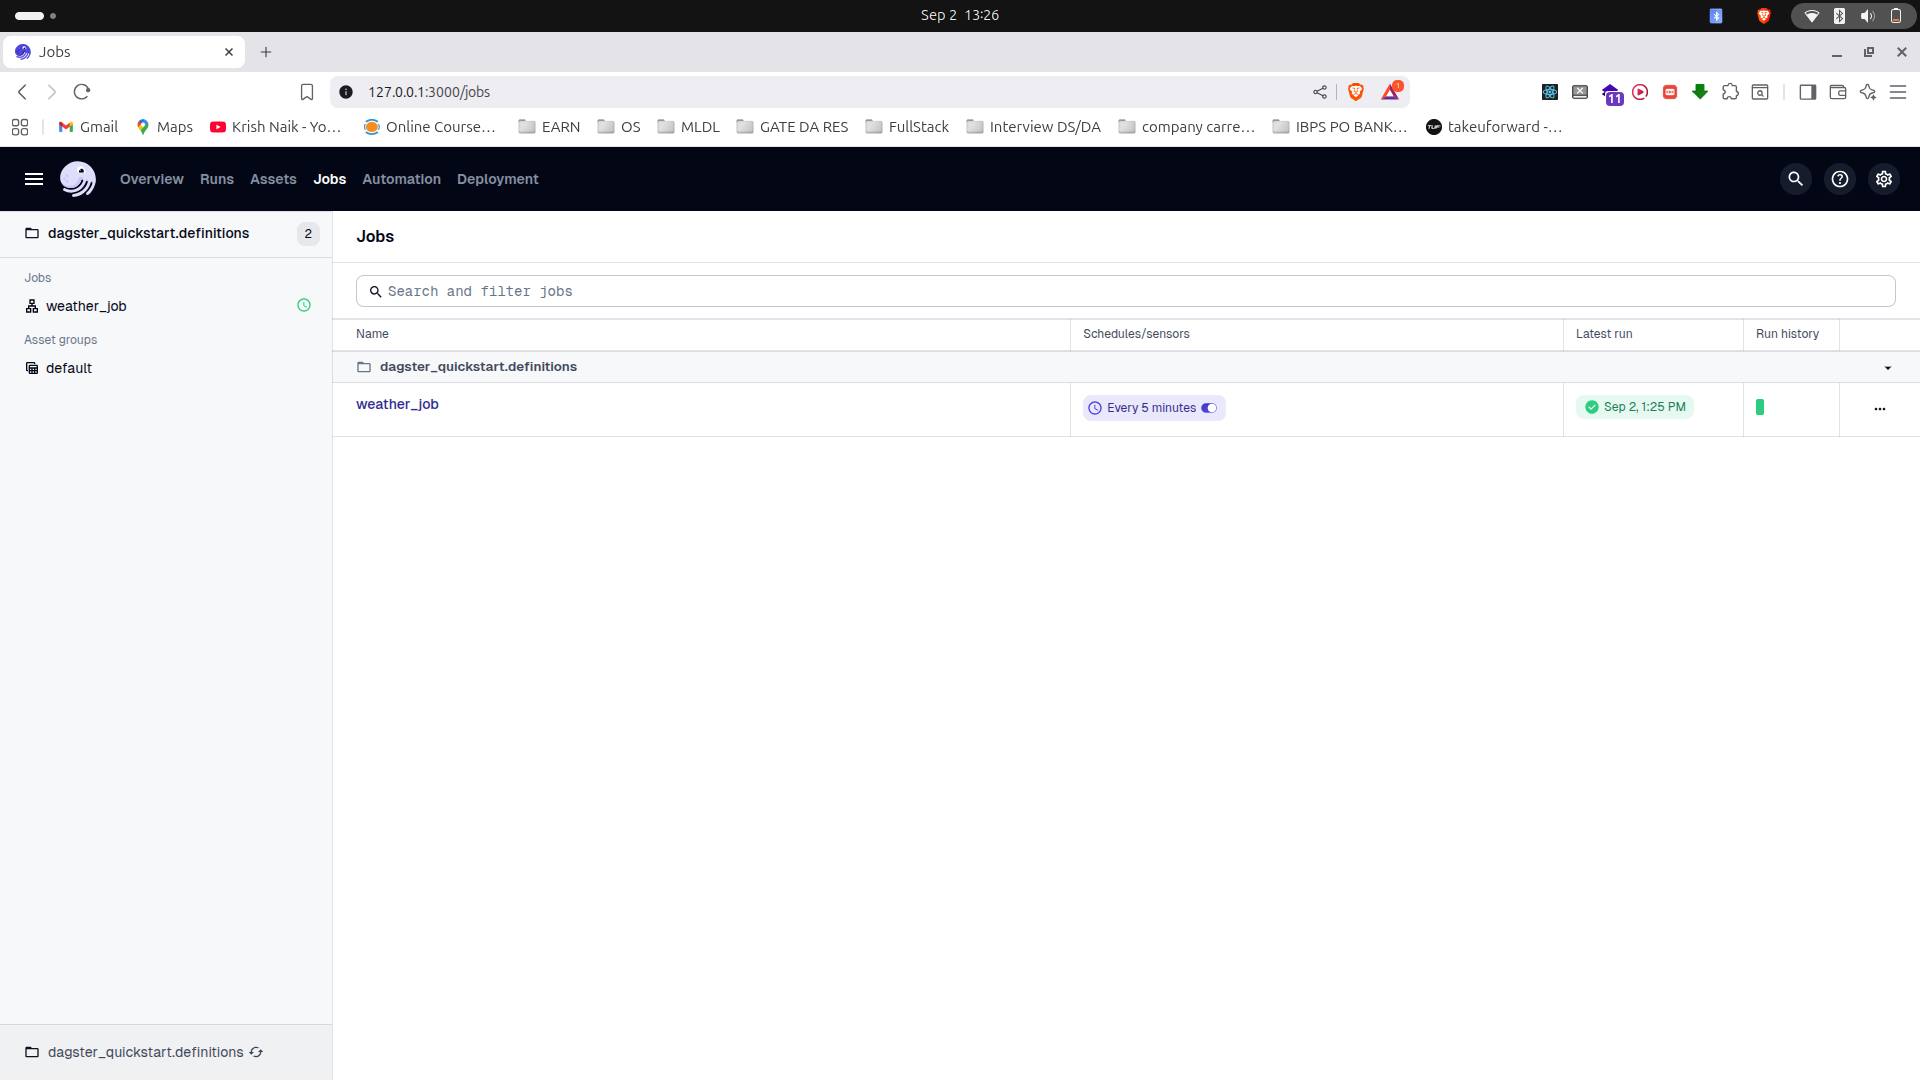 Sep 2 13:26
Jobs
127.0.0.1:3000/jobs
1
11
Gmail
Maps
Krish Naik - Yo...
Online Course...
EARN
OS
MLDL
GATE DA RES
FullStack
Interview DS/DA
company carre...
IBPS PO BANK...
takeuforward -...
Overview Runs Assets Jobs Automation Deployment
dagster_quickstart.definitions 2
Jobs
weather_job
Asset groups
default
dagster_quickstart.definitions
Jobs
Search and filter jobs
Name Schedules/sensors Latest run Run history
dagster_quickstart.definitions
weather_job Every 5 minutes Sep 2, 1:25 PM